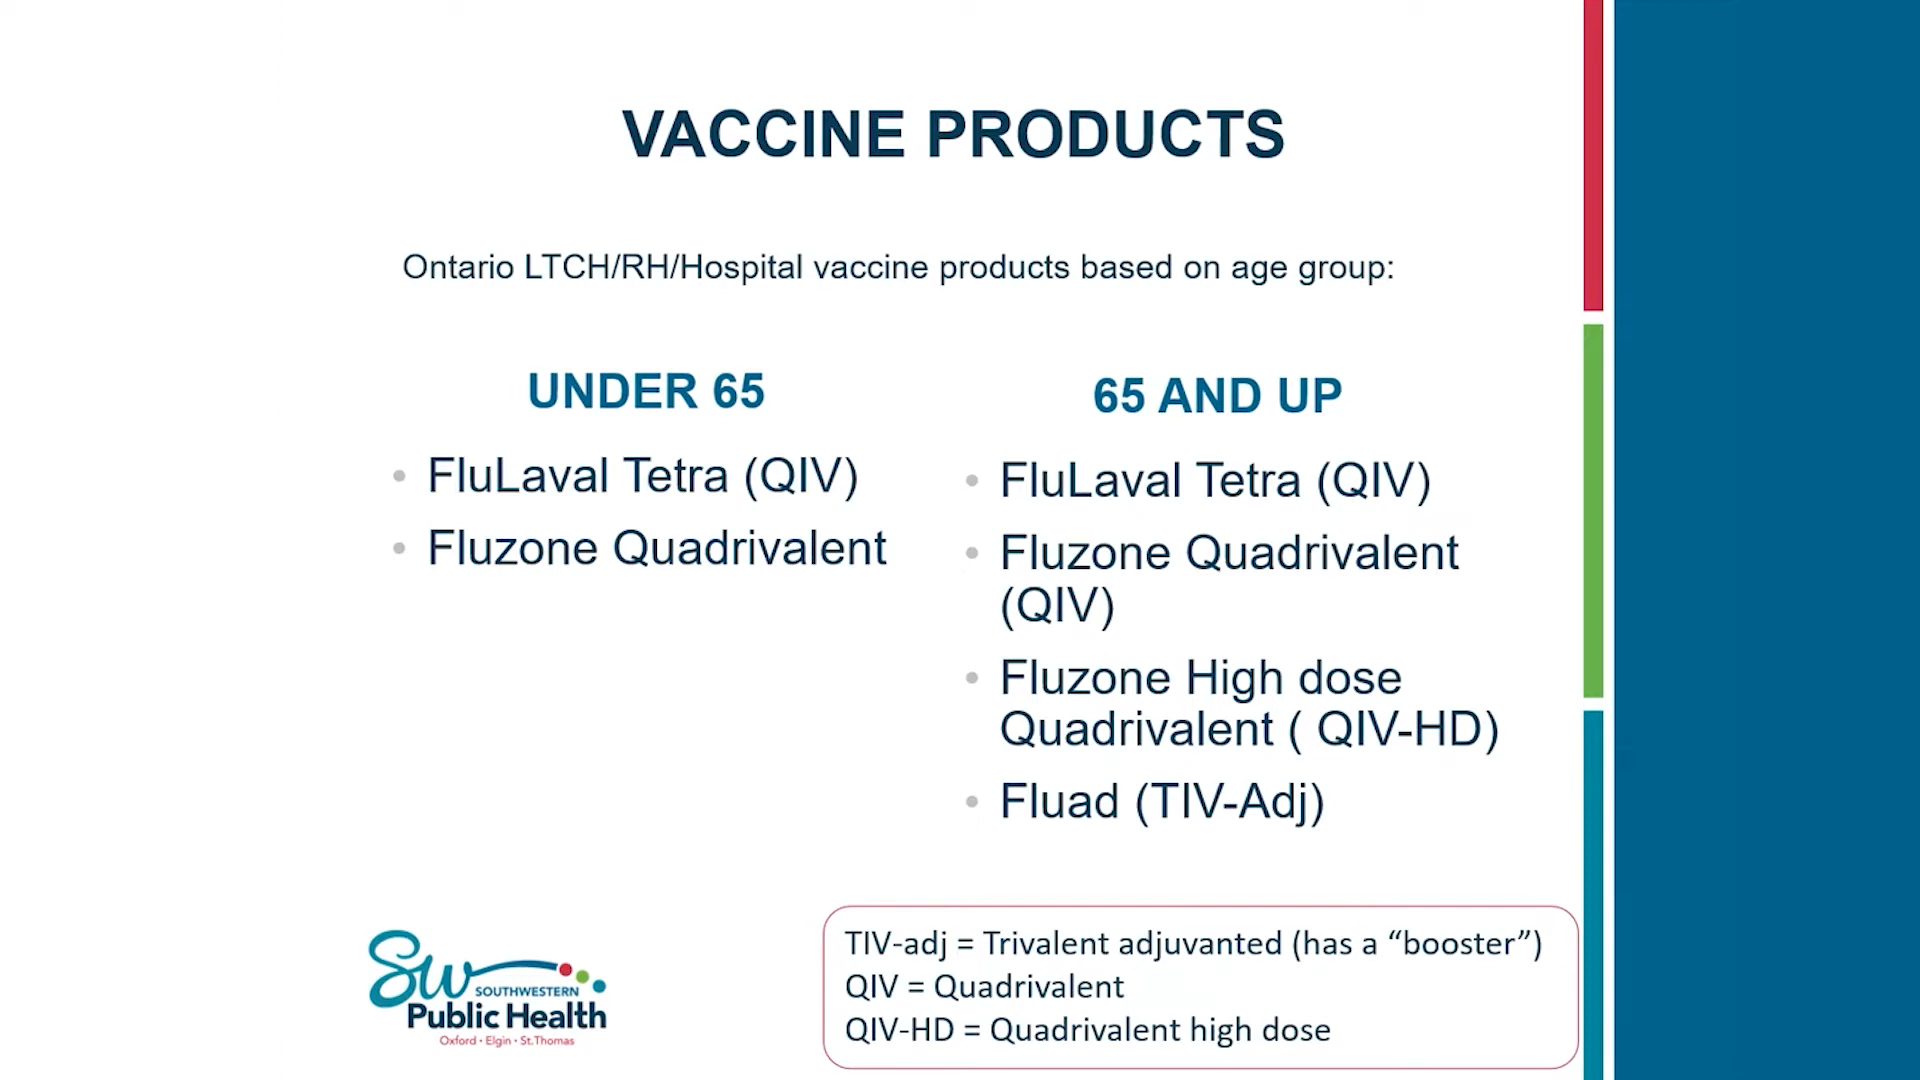 VACCINE PRODUCTS
Ontario LTCH/RH/Hospital vaccine products based on age group:
UNDER 65
• FluLaval Tetra (QIV)
• Fluzone Quadrivalent
65 AND UP
• FluLaval Tetra (QIV)
• Fluzone Quadrivalent
(QIV)
• Fluzone High dose
Quadrivalent ( QIV-HD)
• Fluad (TIV-Adj)
TIV-adj = Trivalent adjuvanted (has a “booster”)
QIV = Quadrivalent
QIV-HD = Quadrivalent high dose
SW
SOUTHWESTERN
Public Health
Oxford • Elgin • St.Thomas